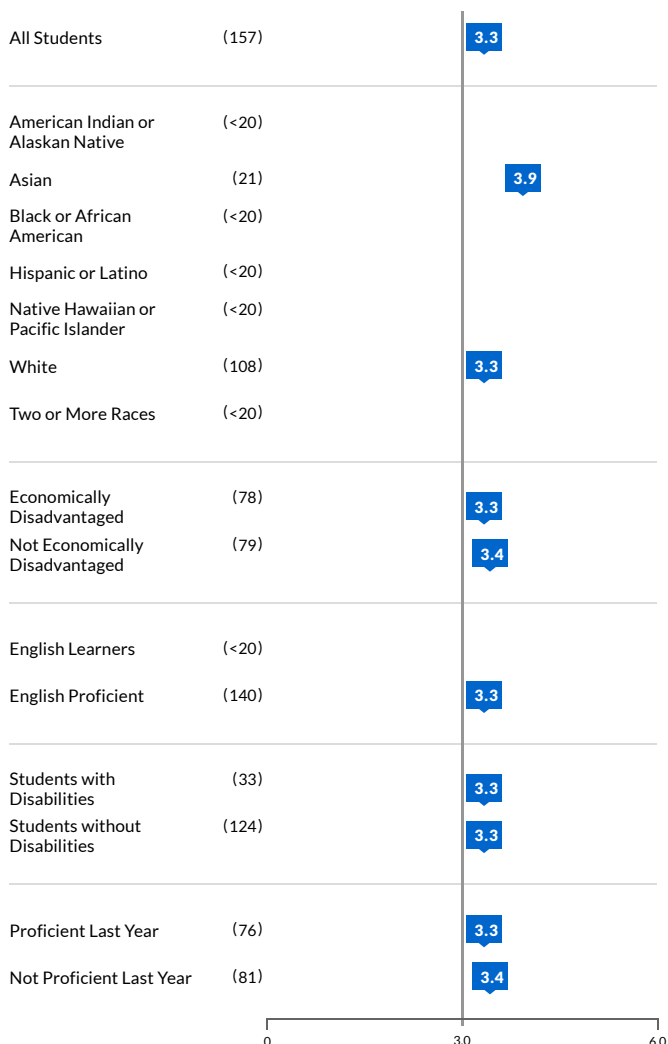 All Students (157) 3.3
American Indian or (<20)
Alaskan Native
Asian (21) 3.9
Black or African (<20)
American
Hispanic or Latino (<20)
Native Hawaiian or (<20)
Pacific Islander
White (108) 3.3
Two or More Races (<20)
Economically (78) 3.3
Disadvantaged
Not Economically (79) 3.4
Disadvantaged
English Learners (<20)
English Proficient (140) 3.3
Students with (33) 3.3
Disabilities
Students without (124) 3.3
Disabilities
Proficient Last Year (76) 3.3
Not Proficient Last Year (81) 3.4
0 3.0 6.0